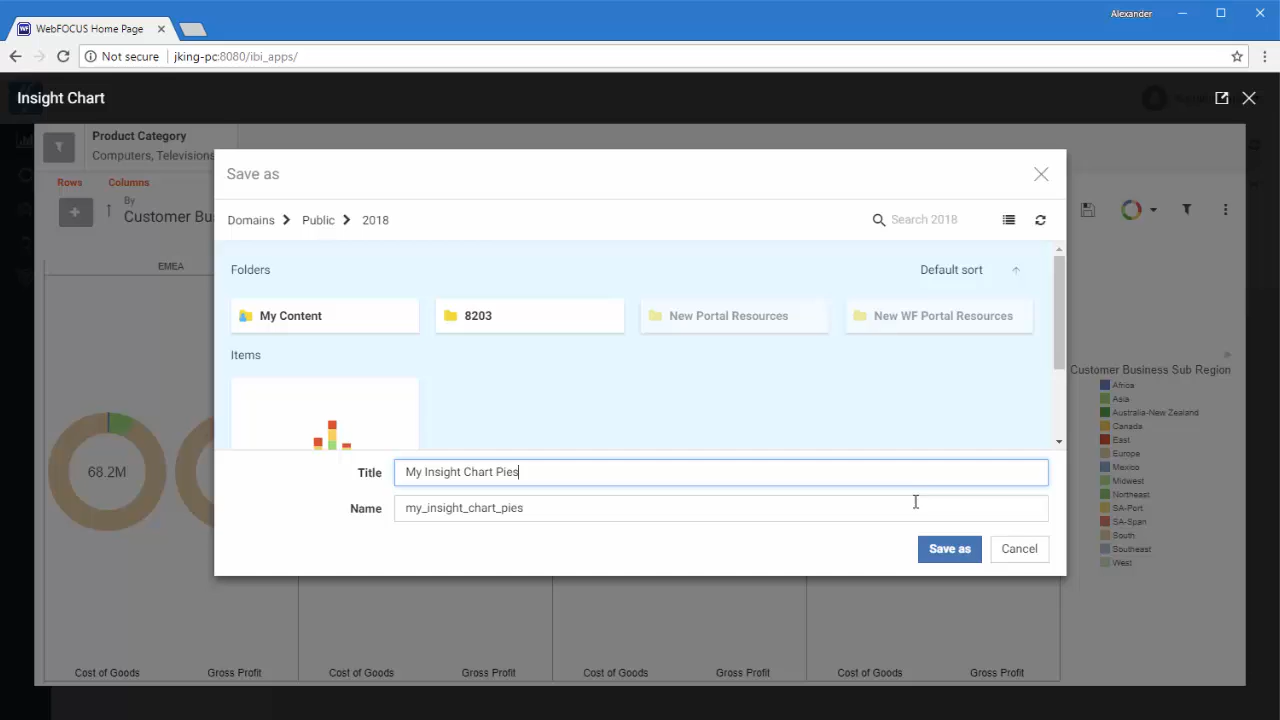 Alexander
WebFOCUS Home Page
Not secure jking-pc:8080/ibi_apps/
Insight Chart
Product Category
Computers, Televisions
Rows Columns
By
Customer Bu
EMEA
Save as
Domains Public 2018
Search 2018
Folders
Default sort
My Content
8203
New Portal Resources
New WF Portal Resources
Items
Title
My Insight Chart Pies
Name
my_insight_chart_pies
Save as
Cancel
68.2M
Customer Business Sub Region
Africa
Asia
Australia-New Zealand
Canada
East
Europe
Mexico
Midwest
Northeast
SA-Port
SA-Span
South
Southeast
West
Cost of Goods Gross Profit Cost of Goods Gross Profit Cost of Goods Gross Profit Cost of Goods Gross Profit